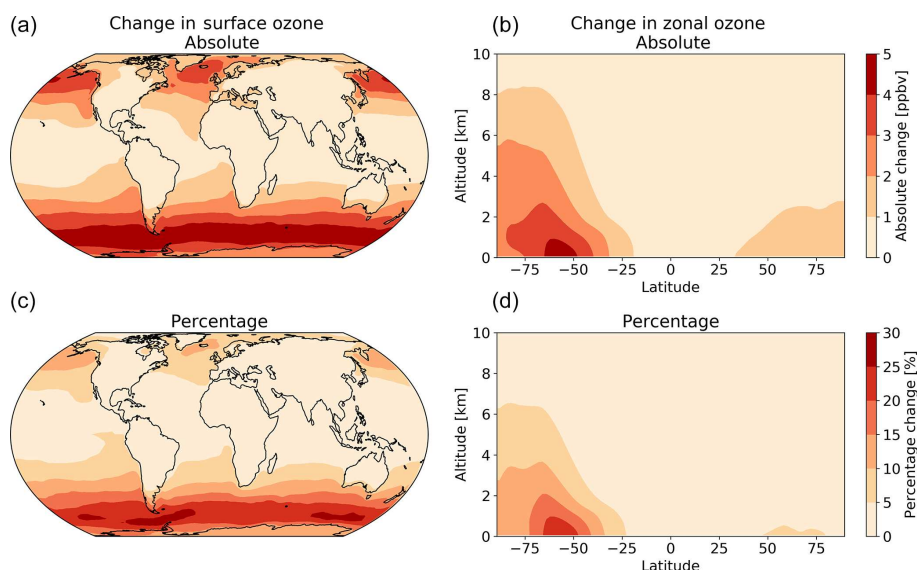 (a)
Change in surface ozone
Absolute
(b)
Change in zonal ozone
Absolute
10
8
6
4
2
0
Altitude [km]
−75
−50
−25
0
25
50
75
Latitude
5
4
3
2
1
0
Absolute change [ppbv]
(c)
Percentage
(d)
Percentage
10
8
6
4
2
0
Altitude [km]
−75
−50
−25
0
25
50
75
Latitude
30
25
20
15
10
5
0
Percentage change [%]